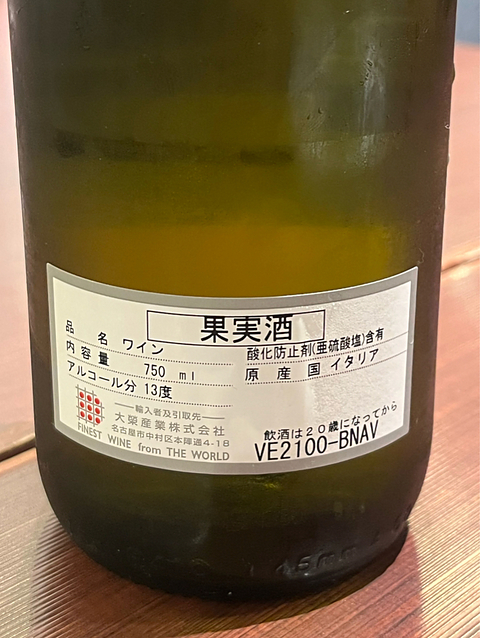 果実酒
品名 ワイン
内容量 750 ml
アルコール分 13度
酸化防止剤(亜硫酸塩)含有
原産国 イタリア
輸入者及引取先
大榮産業株式会社
名古屋市中村区本陣通4-18
FINEST WINE from THE WORLD
飲酒は20歳になってから
VE2100-BNAV